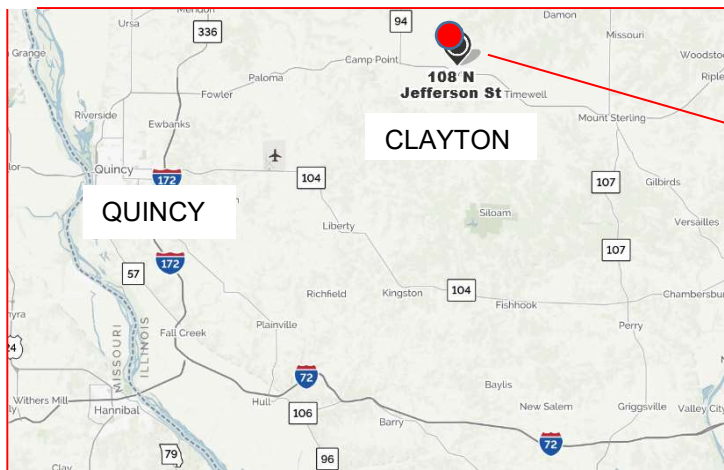 Ursa
Mendon
336
94
Damon
Missouri
Grange
Woodsto
Paloma
Camp Point
108 N
Jefferson St
Riple
Fowler
Timewell
Riverside
Mount Sterling
Ewbanks
CLAYTON
Quincy
172
104
107
Gilbirds
QUINCY
Siloam
Versailles
Liberty
107
172
57
104
Richfield
Kingston
Chambersbu
Fishhook
Plainville
Perry
Fall Creek
24
MISSOURI
ILLINOIS
72
Baylis
Withers Mill
Hull
New Salem
Griggsville
Valley City
Hannibal
106
Barry
72
79
96
Clay